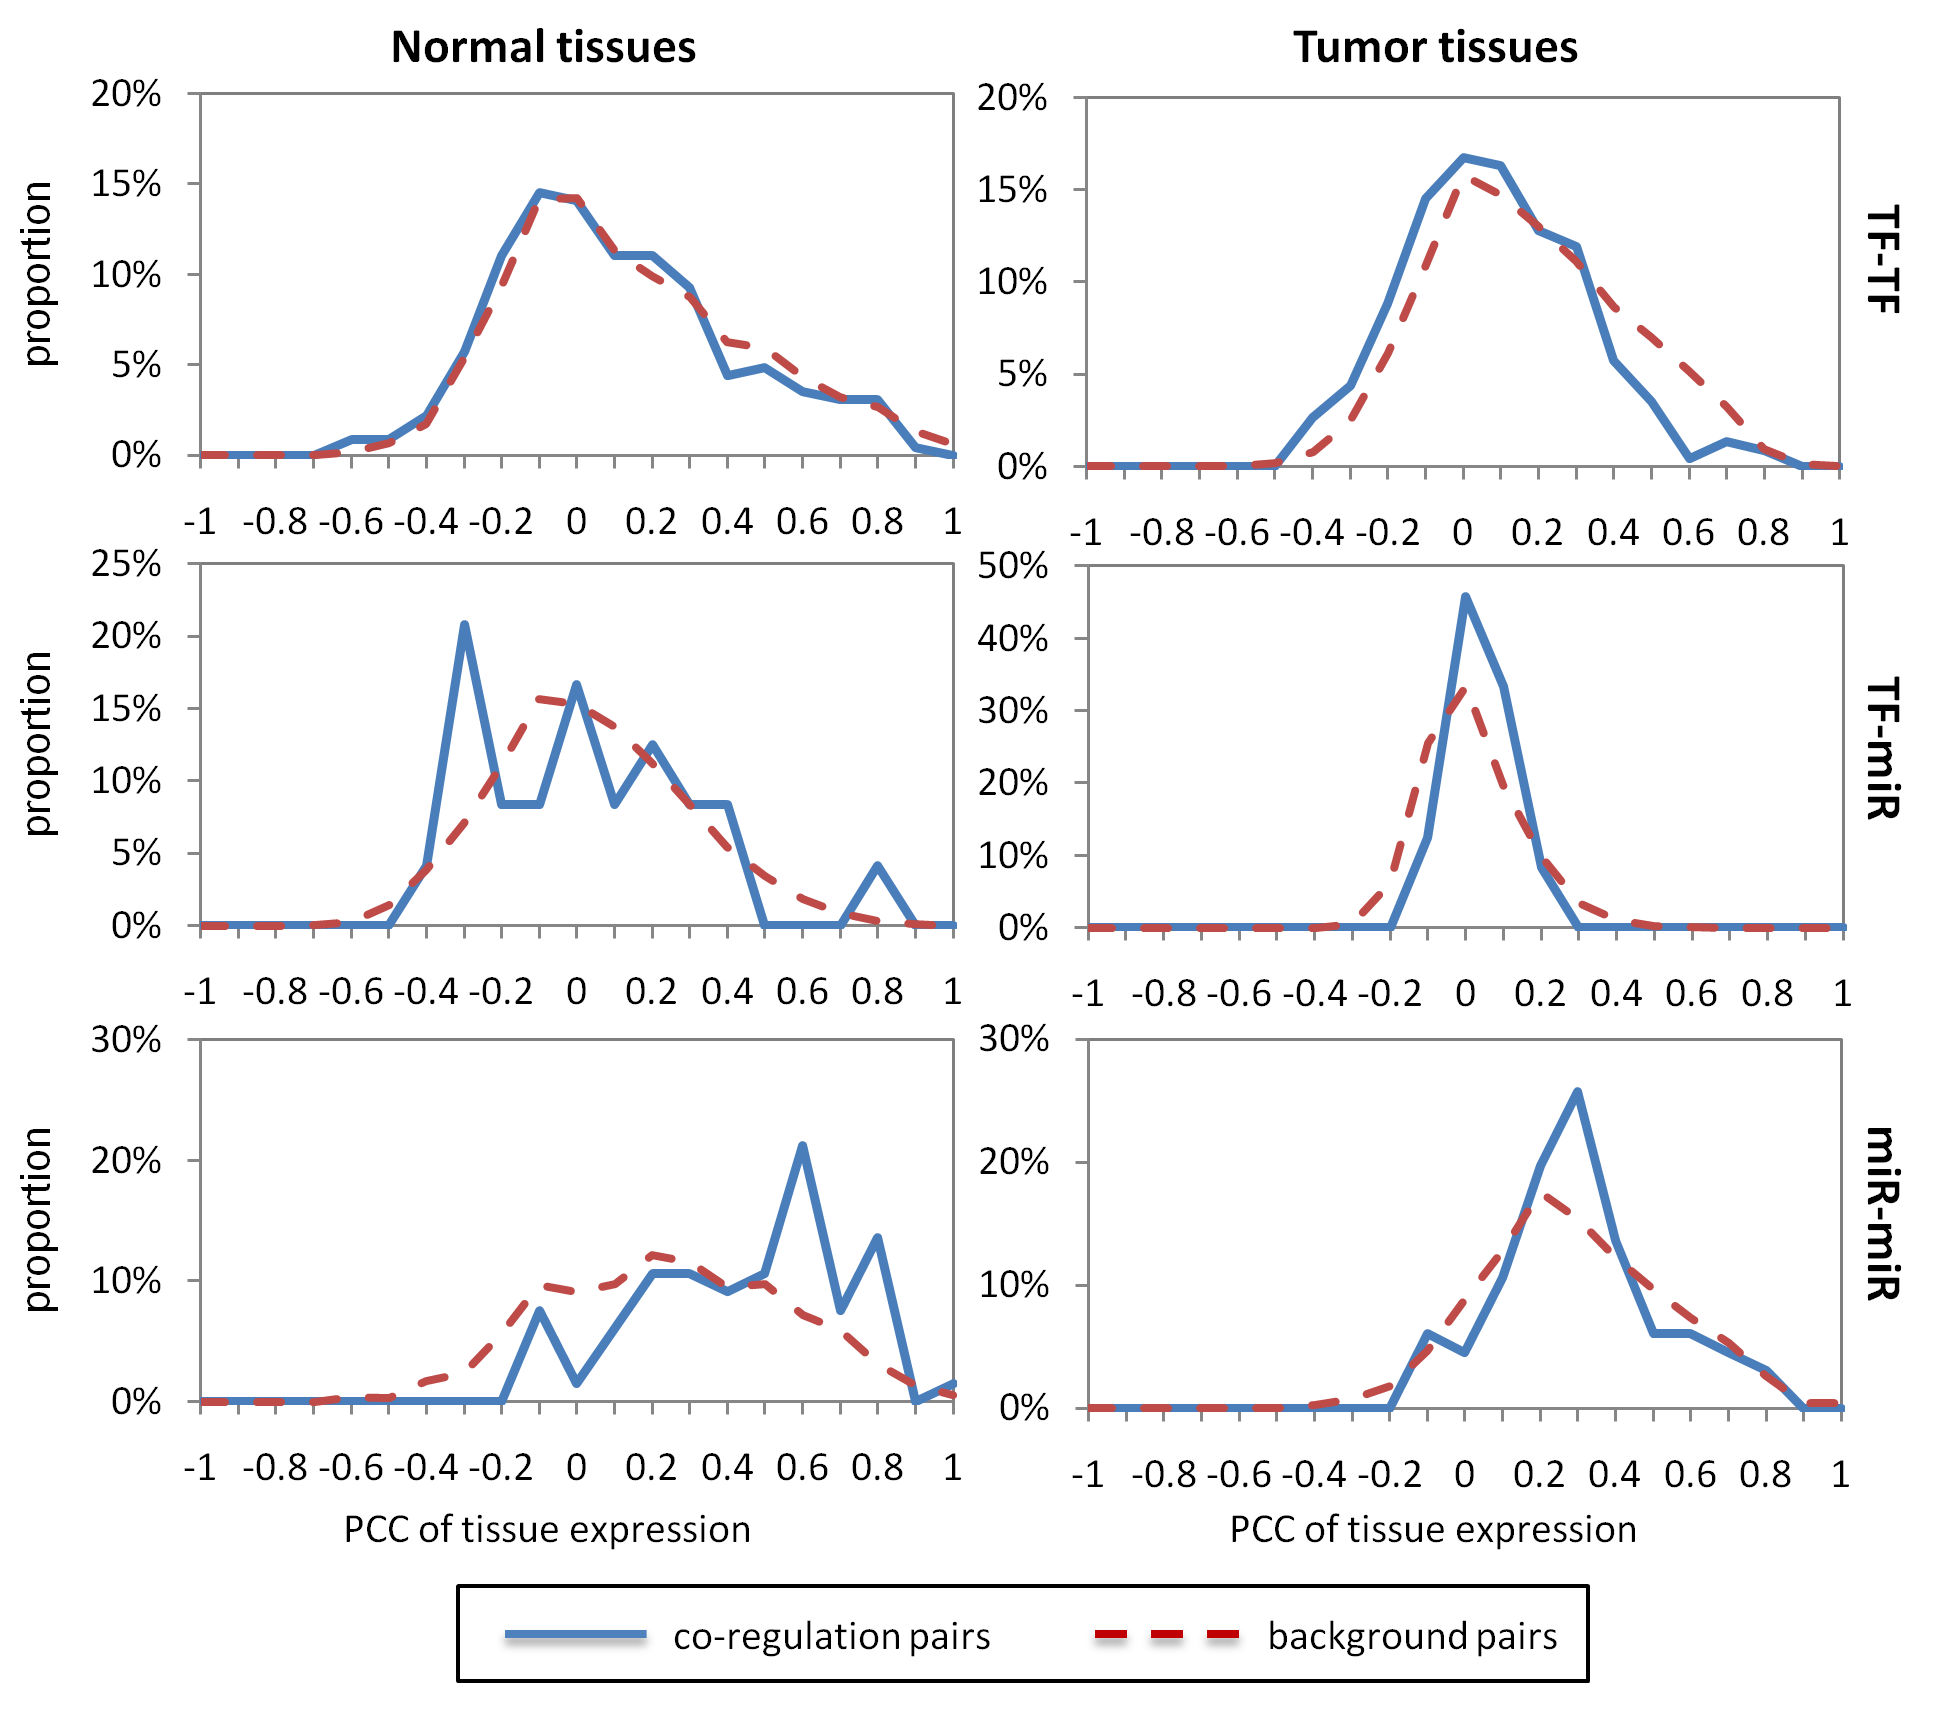 Normal tissues
Tumor tissues
20%
15%
10%
5%
0%
proportion
-1 -0.8 -0.6 -0.4 -0.2 0 0.2 0.4 0.6 0.8 1
20%
15%
10%
5%
0%
-1 -0.8 -0.6 -0.4 -0.2 0 0.2 0.4 0.6 0.8 1
TF-TF
25%
20%
15%
10%
5%
0%
proportion
-1 -0.8 -0.6 -0.4 -0.2 0 0.2 0.4 0.6 0.8 1
50%
40%
30%
20%
10%
0%
-1 -0.8 -0.6 -0.4 -0.2 0 0.2 0.4 0.6 0.8 1
TF-miR
30%
20%
10%
0%
proportion
-1 -0.8 -0.6 -0.4 -0.2 0 0.2 0.4 0.6 0.8 1
PCC of tissue expression
30%
20%
10%
0%
-1 -0.8 -0.6 -0.4 -0.2 0 0.2 0.4 0.6 0.8 1
PCC of tissue expression
miR-miR
co-regulation pairs
background pairs